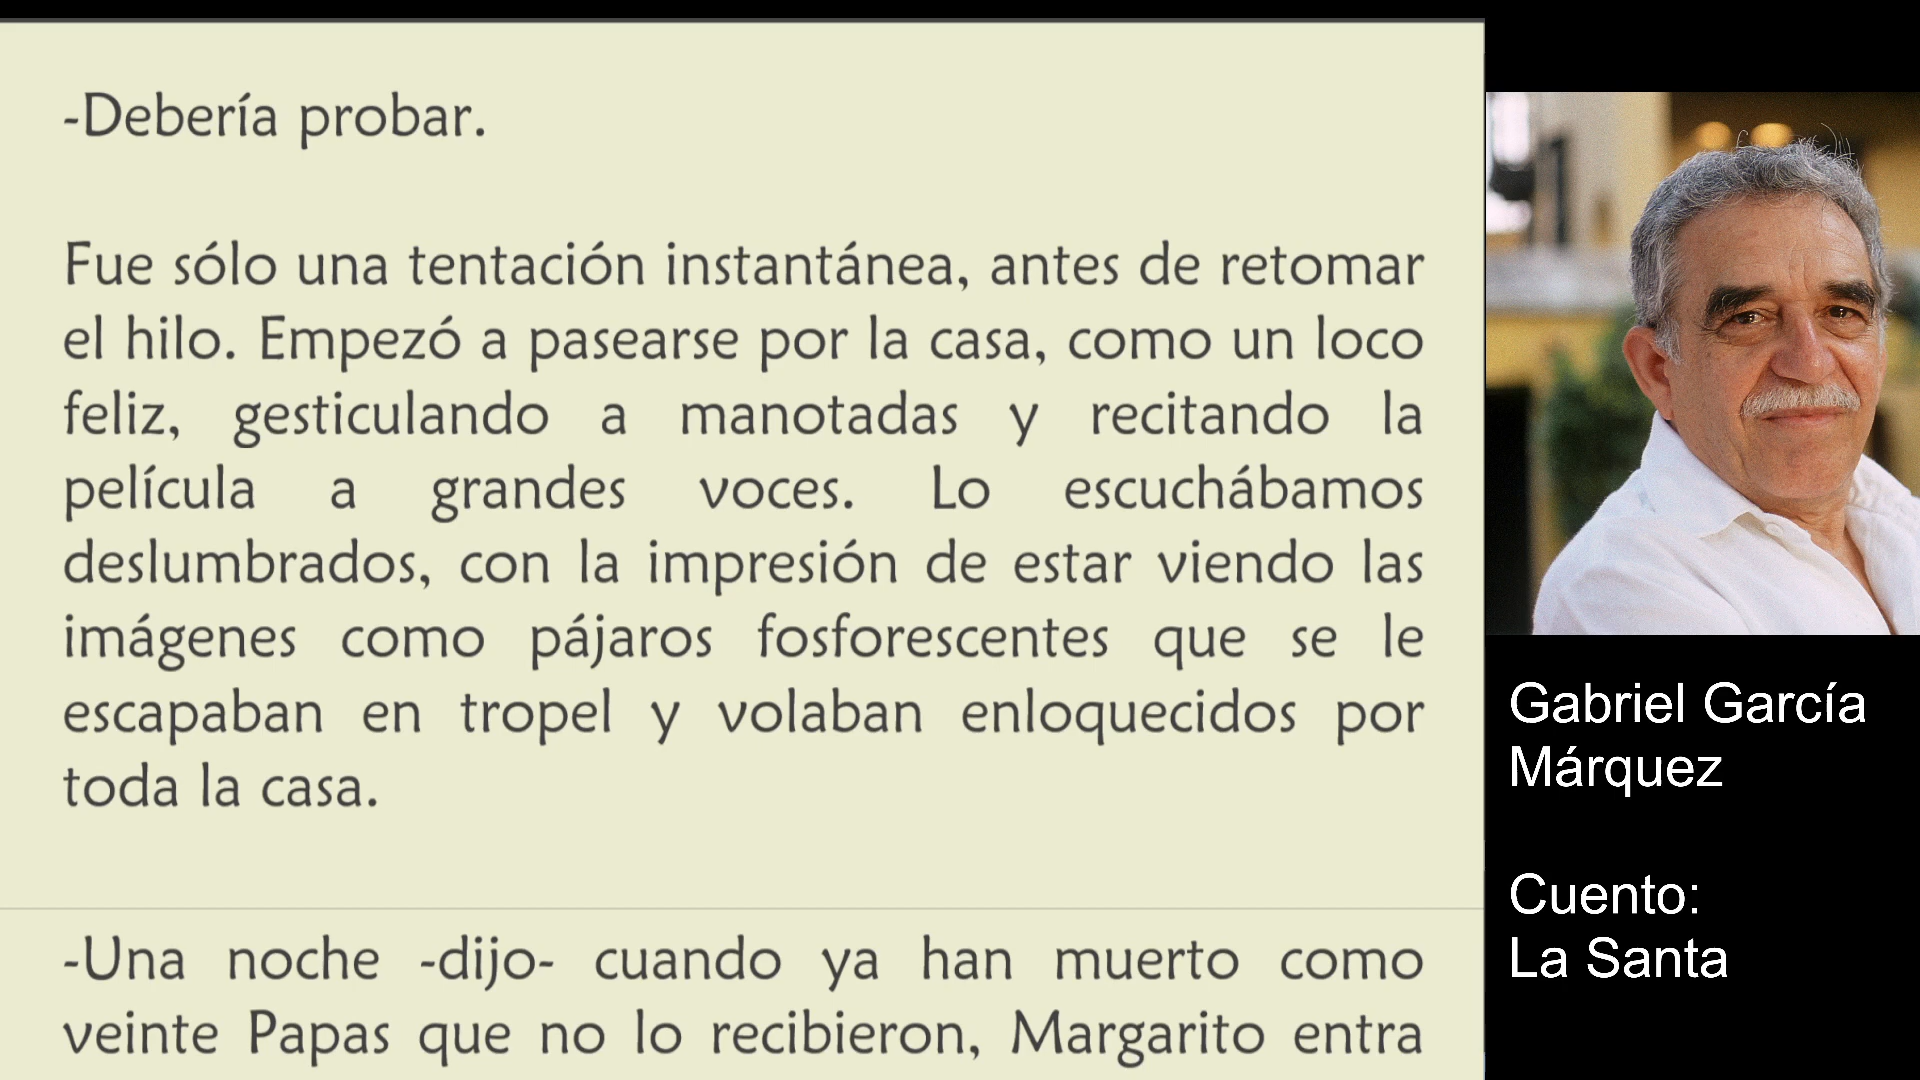 -Debería probar.
Fue sólo una tentación instantánea, antes de retomar
el hilo. Empezó a pasearse por la casa, como un loco
feliz, gesticulando a manotadas y recitando la
película a grandes voces. Lo escuchábamos
deslumbrados, con la impresión de estar viendo las
imágenes como pájaros fosforescentes que se le
escapaban en tropel y volaban enloquecidos por
toda la casa.
-Una noche -dijo- cuando ya han muerto como
veinte Papas que no lo recibieron, Margarito entra
Gabriel García
Márquez
Cuento:
La Santa